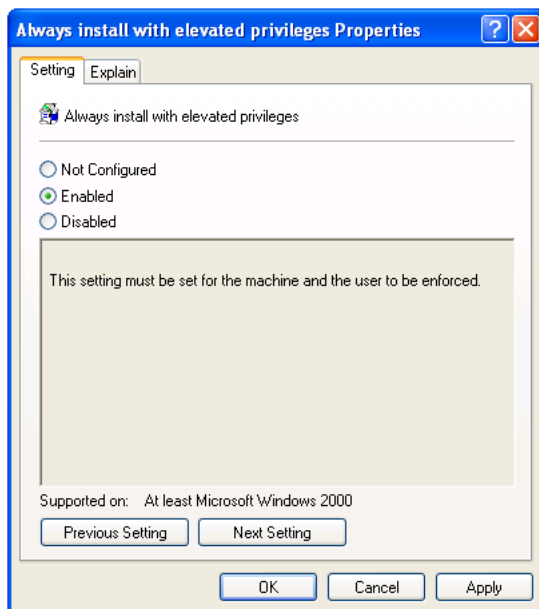 Always install with elevated privileges Properties
?
X
Setting
Explain
Always install with elevated privileges
Not Configured
Enabled
Disabled
This setting must be set for the machine and the user to be enforced.
Supported on: At least Microsoft Windows 2000
Previous Setting
Next Setting
OK
Cancel
Apply